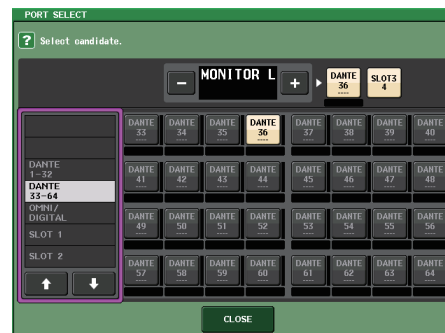 PORT SELECT
? Select candidate.
− MONITOR L + DANTE 36 ---- SLOT3 4
DANTE 33 ---- DANTE 34 ---- DANTE 35 ---- DANTE 36 ---- DANTE 37 ---- DANTE 38 ---- DANTE 39 ---- DANTE 40 ----
DANTE 1-32
DANTE 41 ---- DANTE 42 ---- DANTE 43 ---- DANTE 44 ---- DANTE 45 ---- DANTE 46 ---- DANTE 47 ---- DANTE 48 ----
DANTE 33-64
OMNI/ DIGITAL
DANTE 49 ---- DANTE 50 ---- DANTE 51 ---- DANTE 52 ---- DANTE 53 ---- DANTE 54 ---- DANTE 55 ---- DANTE 56 ----
SLOT 1
SLOT 2
DANTE 57 ---- DANTE 58 ---- DANTE 59 ---- DANTE 60 ---- DANTE 61 ---- DANTE 62 ---- DANTE 63 ---- DANTE 64 ----
CLOSE